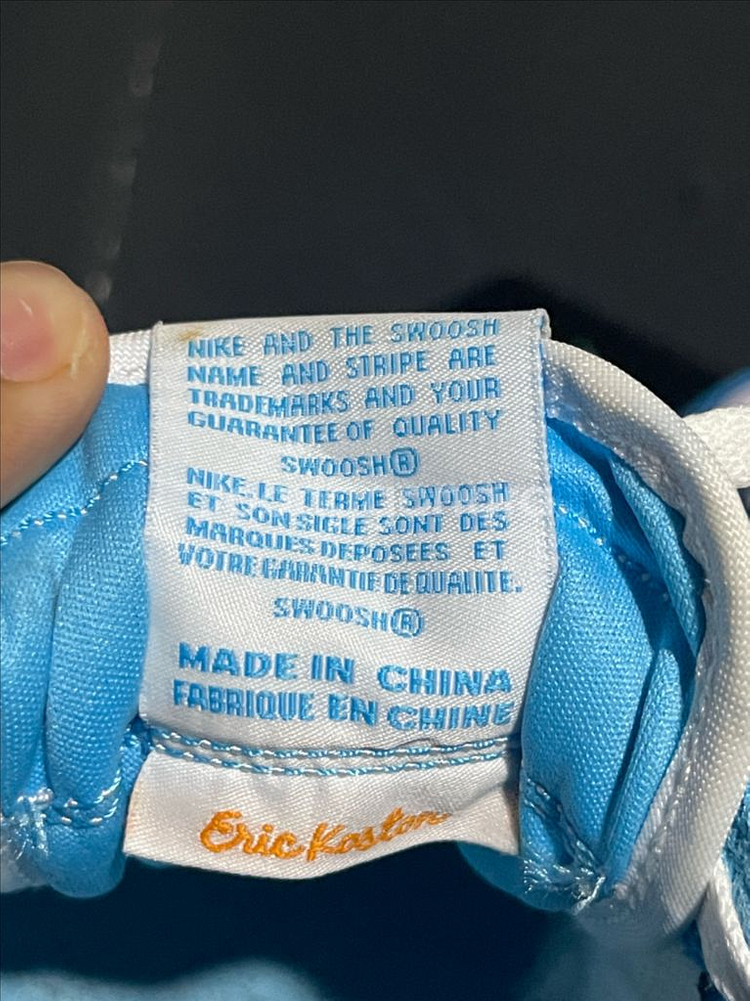 NIKE AND THE SWOOSH
NAME AND STRIPE ARE
TRADEMARKS AND YOUR
GUARANTEE OF QUALITY
SWOOSH®
NIKE, LE TERME SWOOSH
ET SON SIGLE SONT DES
MARQUES DEPOSEES ET
VOTRE GARANTIE DE QUALITE.
SWOOSH®
MADE IN CHINA
FABRIQUE EN CHINE
Eric Koston